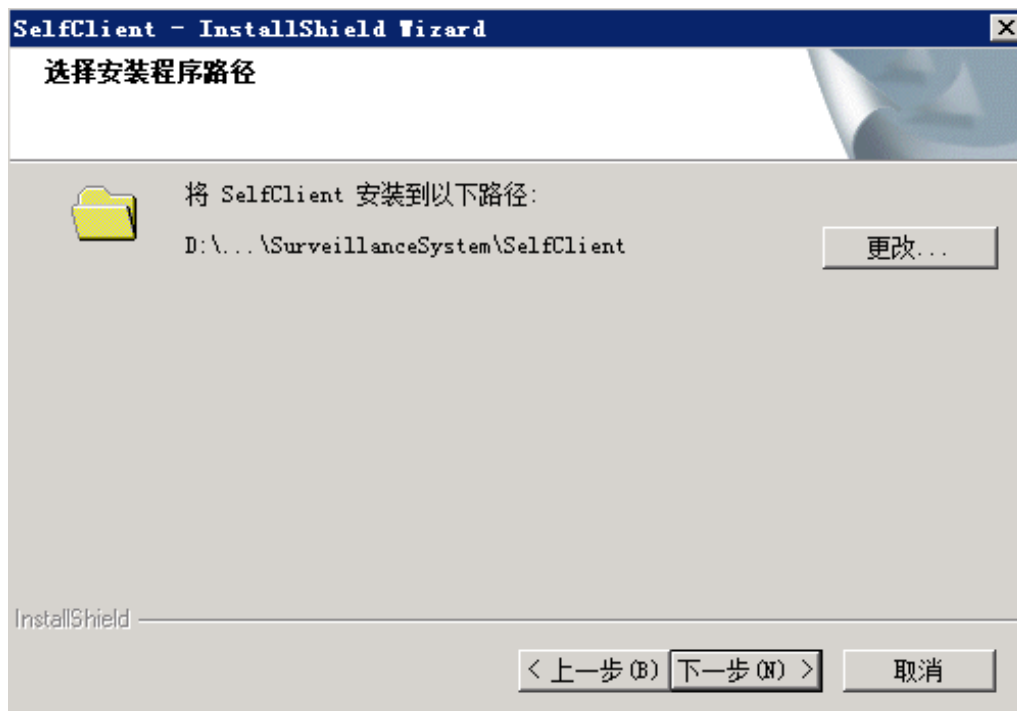 SelfClient - InstallShield Wizard
选择安装程序路径
将 SelfClient 安装到以下路径:
D:\...\SurveillanceSystem\SelfClient
更改...
InstallShield
< 上一步(B) 下一步(N) > 取消